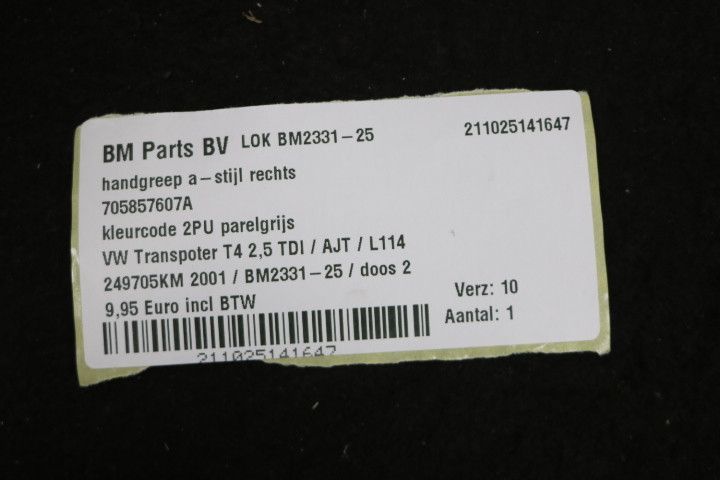 BM Parts BV LOK BM2331-25 211025141647
handgreep a-stijl rechts
705857607A
kleurcode 2PU parelgrijs
VW Transpoter T4 2,5 TDI / AJT / L114
249705KM 2001 / BM2331-25 / doos 2
9,95 Euro incl BTW
Verz: 10
Aantal: 1
211025141647